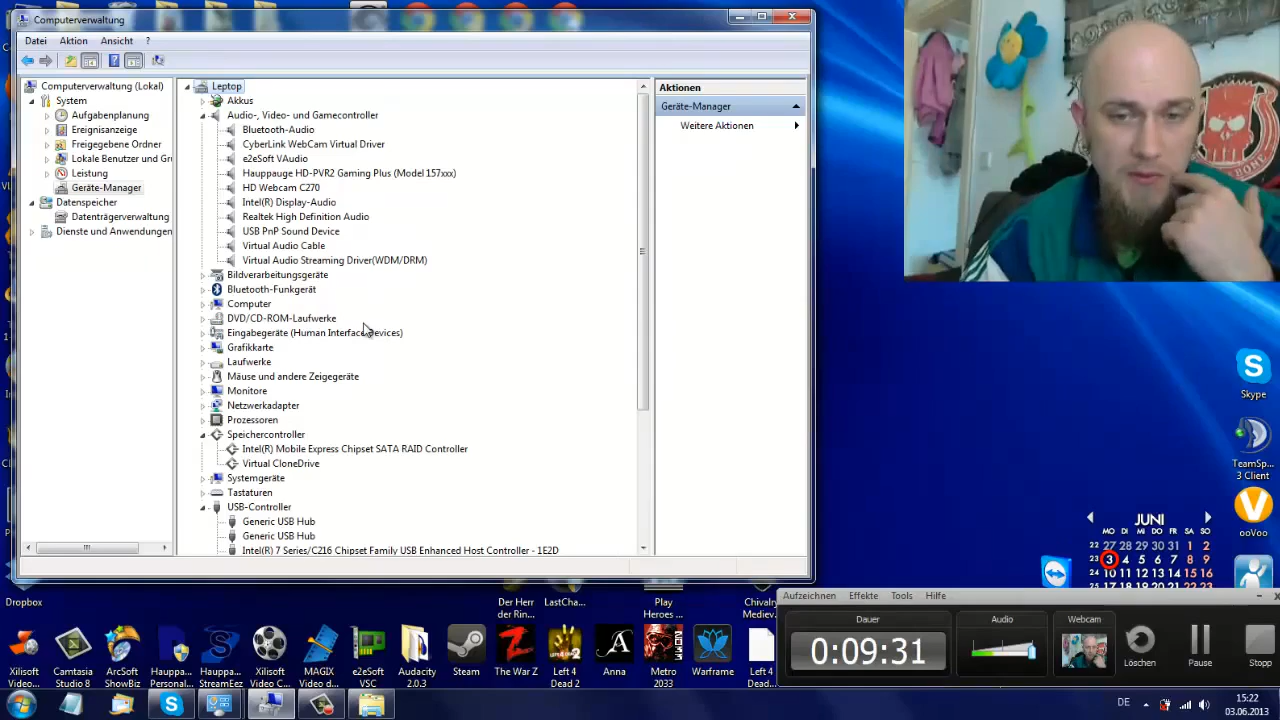 Computerverwaltung
Datei Aktion Ansicht ?
Computerverwaltung (Lokal)
System
Aufgabenplanung
Ereignisanzeige
Freigegebene Ordner
Lokale Benutzer und Gr
Leistung
Geräte-Manager
Datenspeicher
Datenträgerverwaltung
Dienste und Anwendungen
Leptop
Akkus
Audio-, Video- und Gamecontroller
Bluetooth-Audio
CyberLink WebCam Virtual Driver
e2eSoft VAudio
Hauppauge HD-PVR2 Gaming Plus (Model 157xxx)
HD Webcam C270
Intel(R) Display-Audio
Realtek High Definition Audio
USB PnP Sound Device
Virtual Audio Cable
Virtual Audio Streaming Driver(WDM/DRM)
Bildverarbeitungsgeräte
Bluetooth-Funkgerät
Computer
DVD/CD-ROM-Laufwerke
Eingabegeräte (Human Interface Devices)
Grafikkarte
Laufwerke
Mäuse und andere Zeigegeräte
Monitore
Netzwerkadapter
Prozessoren
Speichercontroller
Intel(R) Mobile Express Chipset SATA RAID Controller
Virtual CloneDrive
Systemgeräte
Tastaturen
USB-Controller
Generic USB Hub
Generic USB Hub
Intel(R) 7 Series/C216 Chipset Family USB Enhanced Host Controller - 1E2D
Aktionen
Geräte-Manager
Weitere Aktionen
BONE
Skype
TeamSp...
3 Client
ooVoo
JUNI
MO DI MI DO FR SA SO
22 27 28 29 30 31 1 2
23 3 4 5 6 7 8 9
24 10 11 12 13 14 15 16
Dropbox
Der Herr
der Rin...
LastCha...
Play
Heroes ...
Chivalry
Mediev...
Xilisoft
Video...
Camtasia
Studio 8
ArcSoft
ShowBiz
Hauppa...
Personal...
Hauppa...
StreamEez...
Xilisoft
Video C...
MAGIX
Video d...
e2eSoft
VSC
Audacity
2.0.3
Steam
The War Z
Left 4
Dead 2
Anna
Metro
2033
Warframe
Left 4
Aufzeichnen Effekte Tools Hilfe
Dauer
0:09:31
Audio
Webcam
Löschen
Pause
Stopp
DE
15:22
03.06.2013